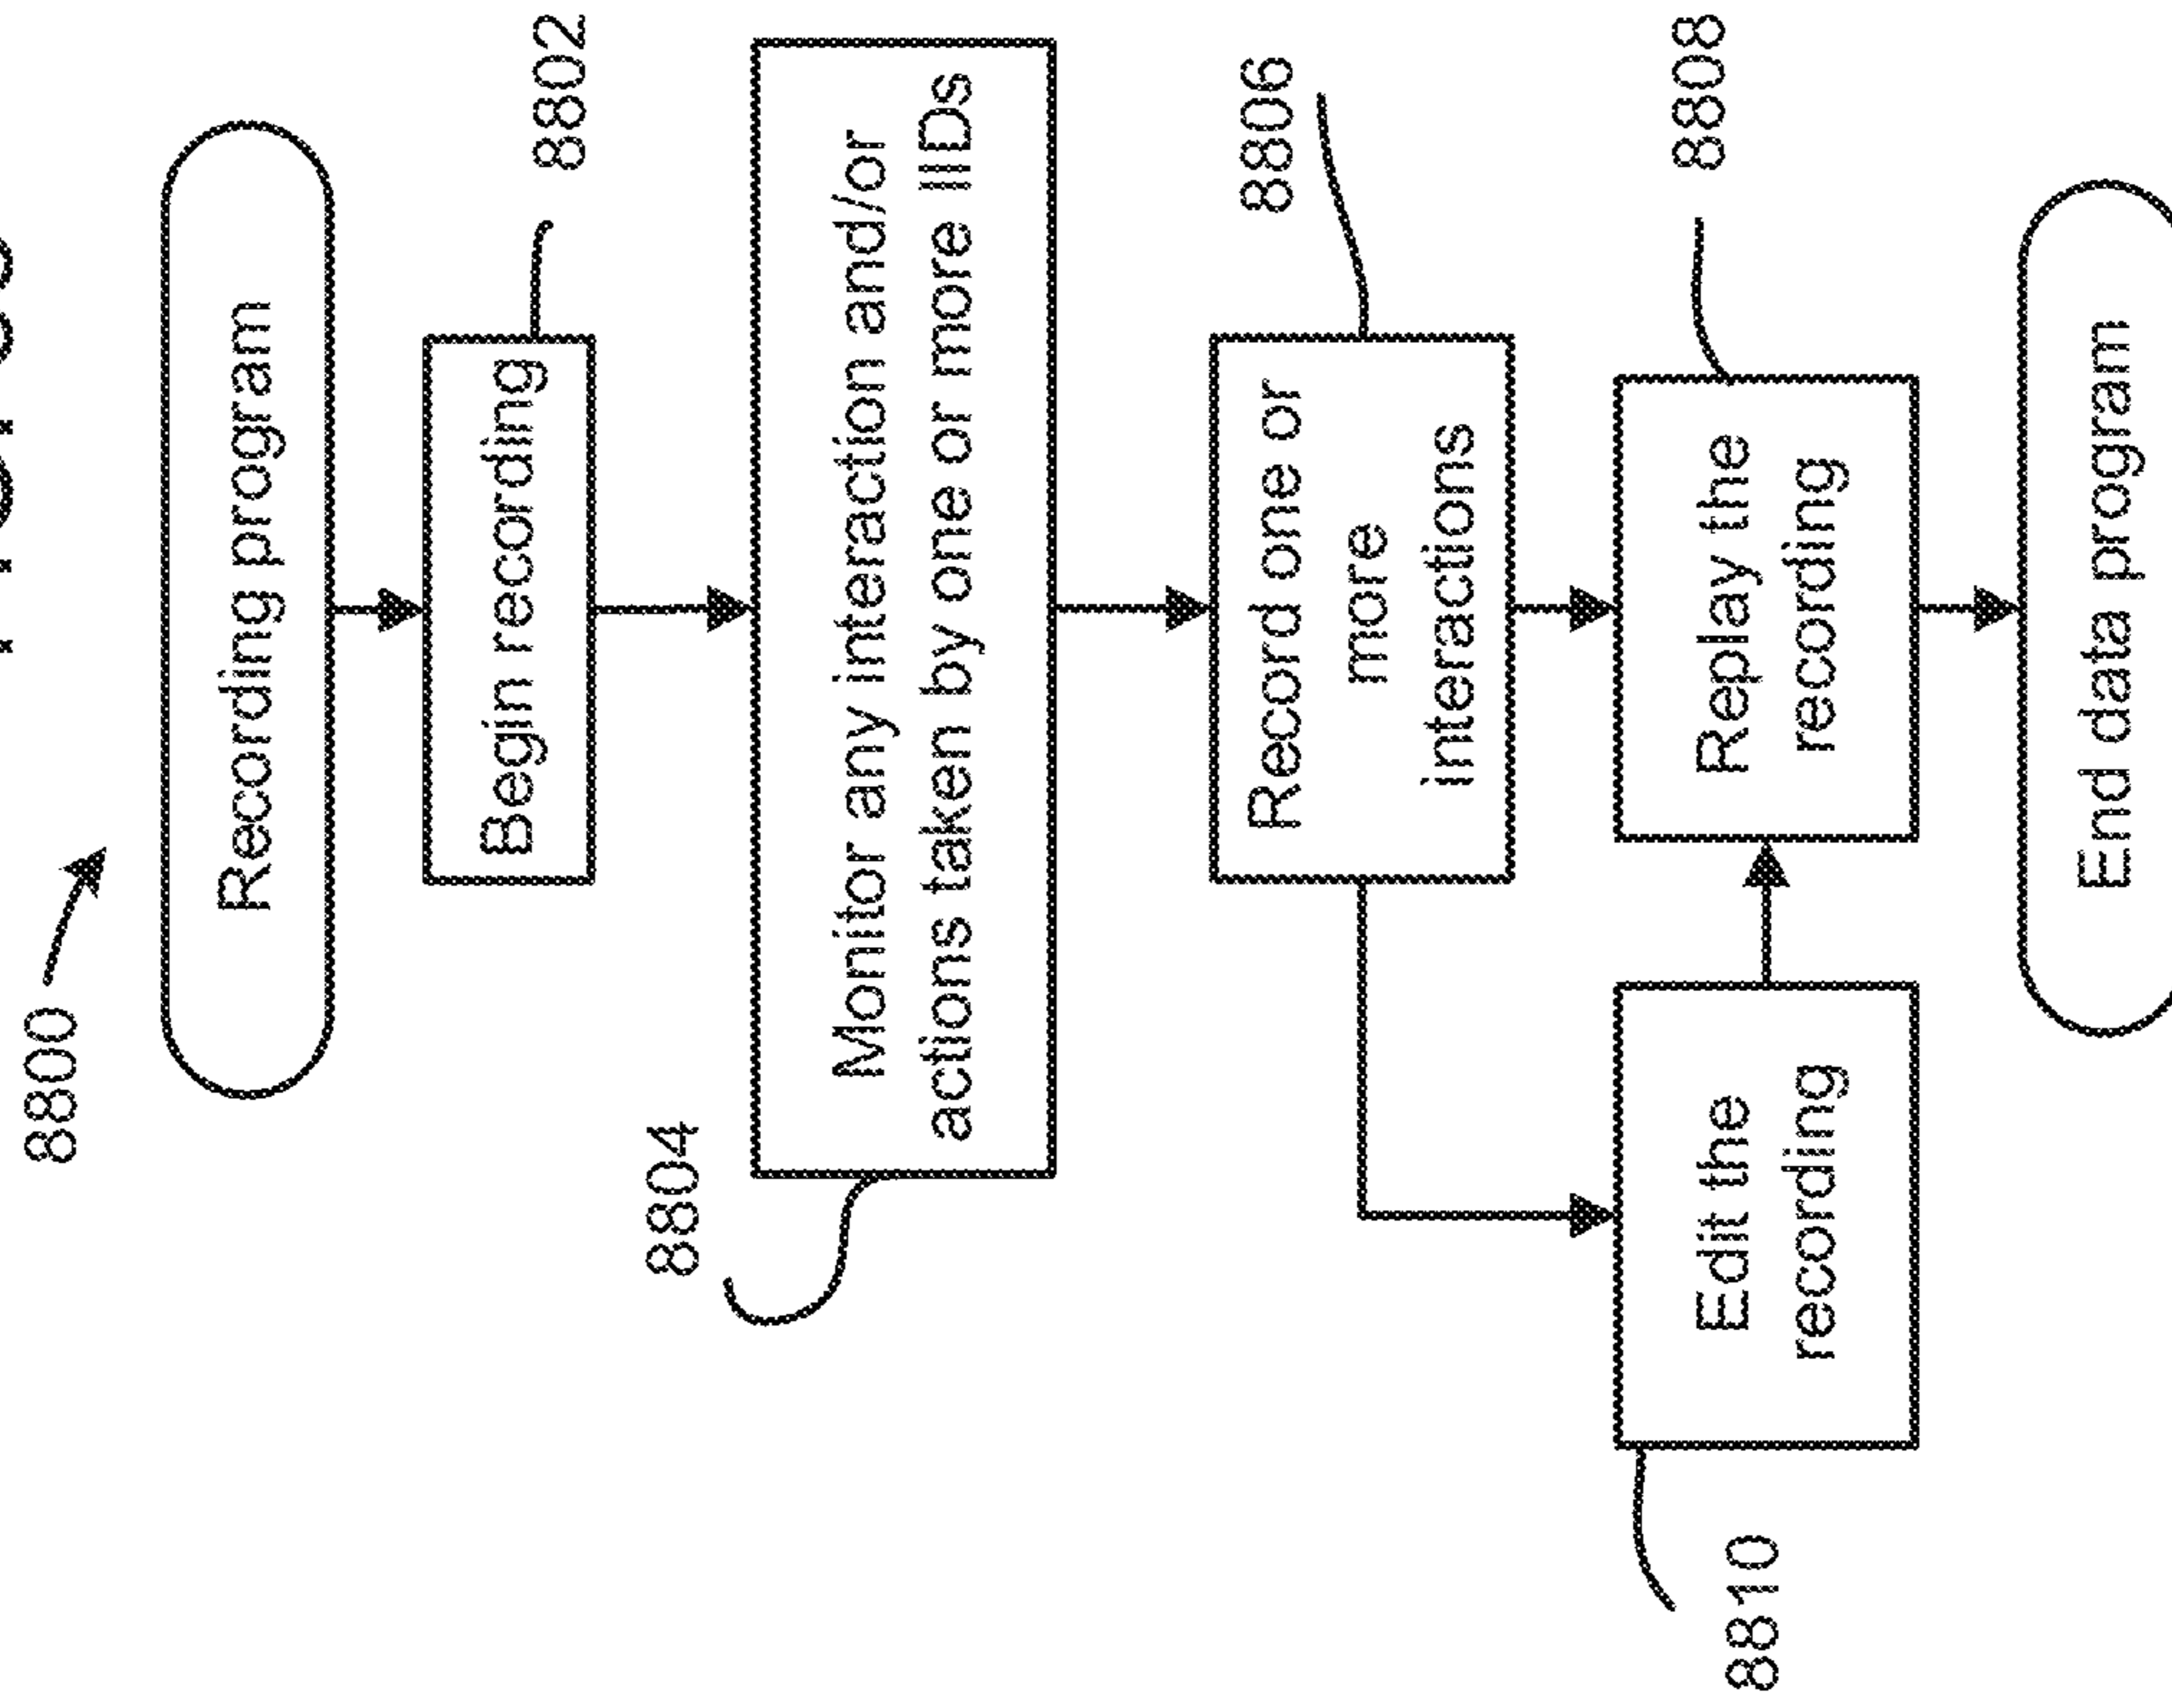 8800
Recording program
Begin recording
8802
8804
Monitor any interaction and/or
actions taken by one or more IIDs
8806
Record one or
more
interactions
8808
Replay the
recording
Edit the
recording
8810
End data program